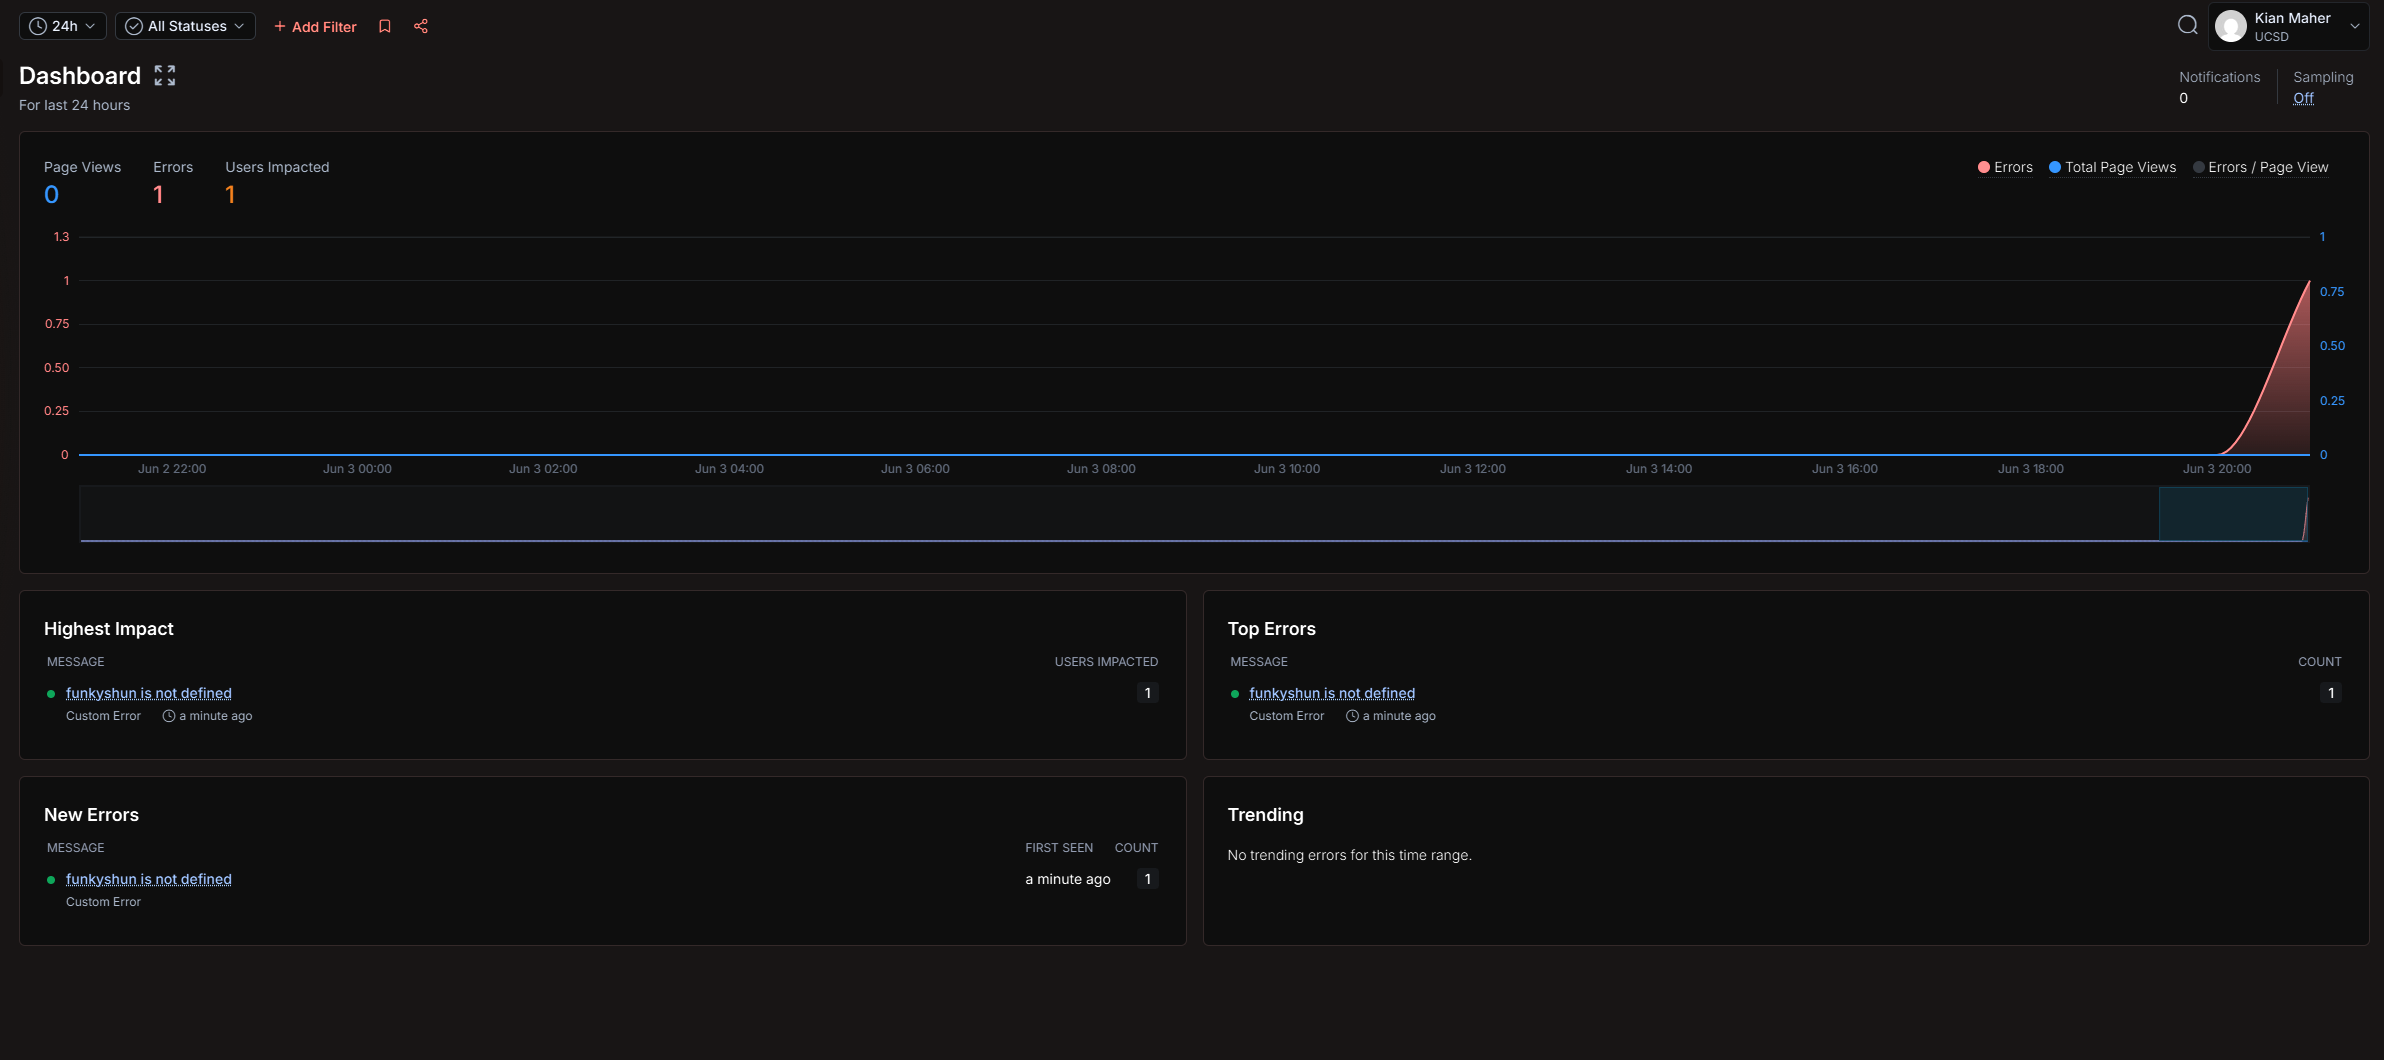 24h
All Statuses
+ Add Filter
Kian Maher
UCSD
Dashboard
For last 24 hours
Notifications
0
Sampling
Off
Page Views
0
Errors
1
Users Impacted
1
Errors
Total Page Views
Errors / Page View
1.3
1
0.75
0.50
0.25
0
1
0.75
0.50
0.25
0
Jun 2 22:00
Jun 3 00:00
Jun 3 02:00
Jun 3 04:00
Jun 3 06:00
Jun 3 08:00
Jun 3 10:00
Jun 3 12:00
Jun 3 14:00
Jun 3 16:00
Jun 3 18:00
Jun 3 20:00
Highest Impact
MESSAGE
USERS IMPACTED
funkyshun is not defined
1
Custom Error
a minute ago
Top Errors
MESSAGE
COUNT
funkyshun is not defined
1
Custom Error
a minute ago
New Errors
MESSAGE
FIRST SEEN
COUNT
funkyshun is not defined
a minute ago
1
Custom Error
Trending
No trending errors for this time range.